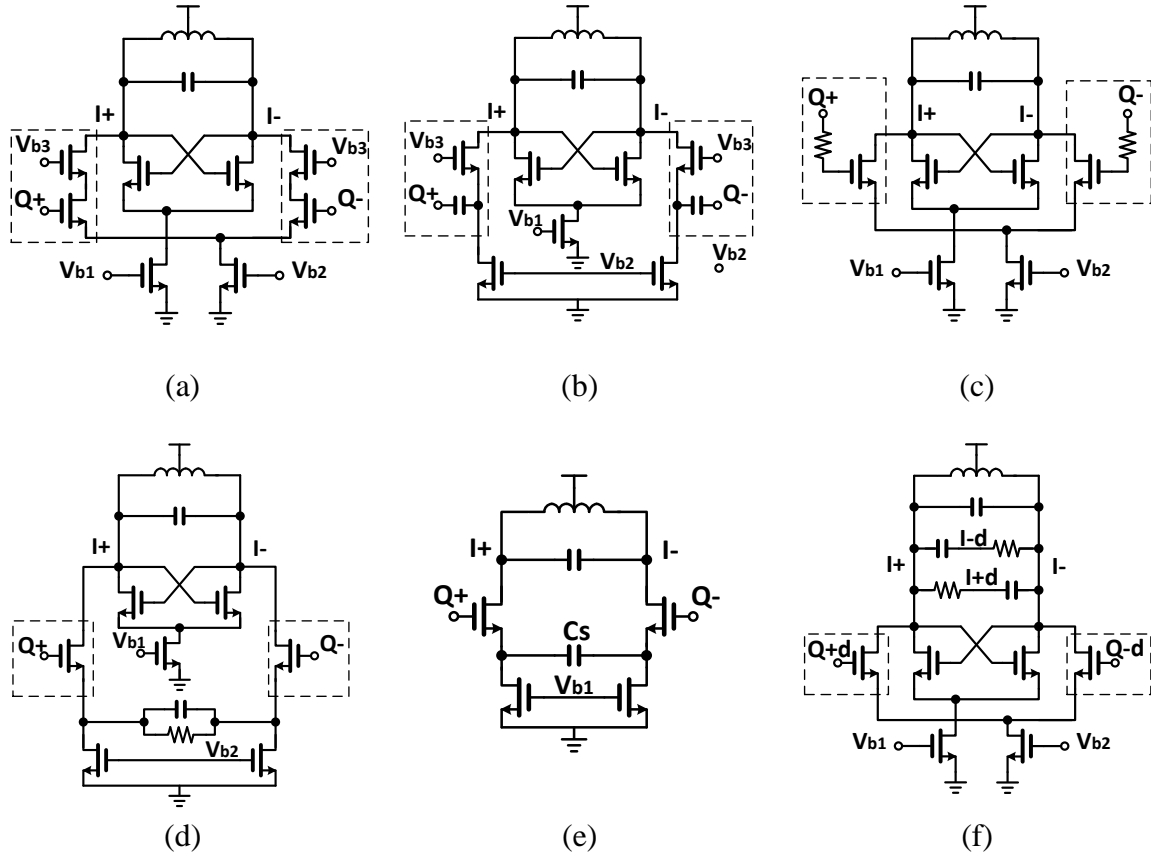 I+ I-
Vb3 Vb3
Q+ Q-
Vb1 Vb2
(a)
I+ I-
Vb3 Vb3
Q+ Q-
Vb1
Vb2 Vb2
(b)
Q+ Q-
I+ I-
Vb1 Vb2
(c)
I+ I-
Q+ Vb1 Q-
Vb2
(d)
I+ I-
Q+ Q-
Cs
Vb1
(e)
I-d
I+ I+d I-
Q+d Q-d
Vb1 Vb2
(f)